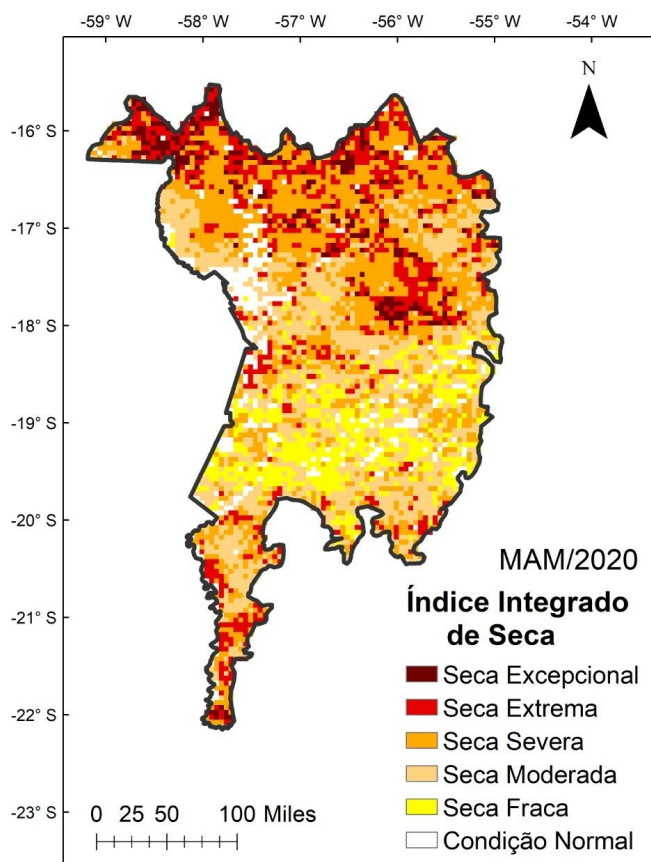 -59° W -58° W -57° W -56° W -55° W -54° W
N
-16° S
-17° S
-18° S
-19° S
-20° S
-21° S
-22° S
-23° S
MAM/2020
Índice Integrado
de Seca
Seca Excepcional
Seca Extrema
Seca Severa
Seca Moderada
Seca Fraca
Condição Normal
0 25 50 100 Miles